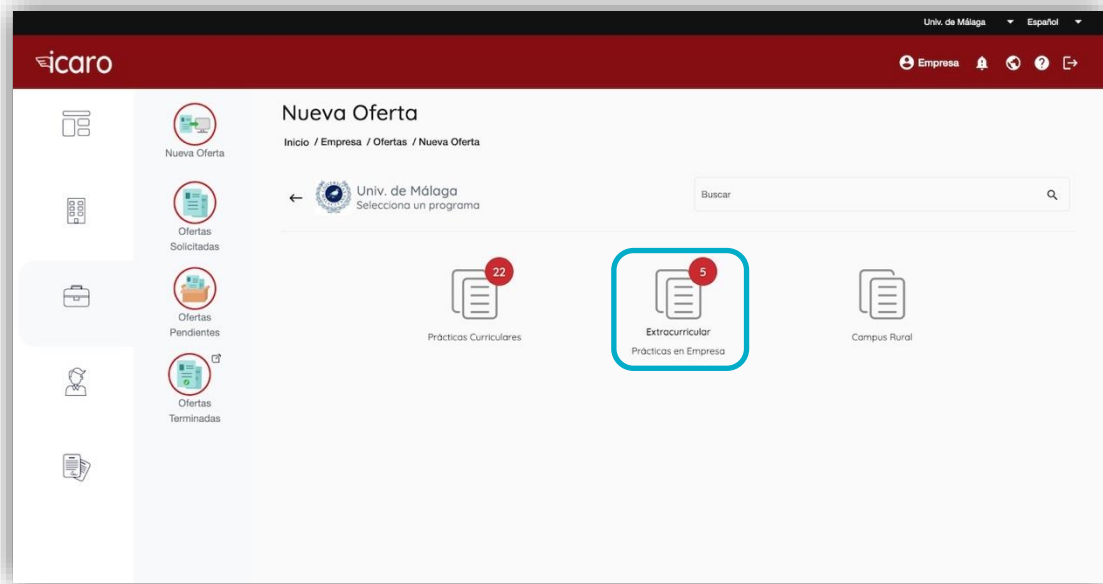 Univ. de Málaga
Español
icaro
Empresa
Nueva Oferta
Ofertas
Solicitadas
Ofertas
Pendientes
Ofertas
Terminadas
Nueva Oferta
Inicio / Empresa / Ofertas / Nueva Oferta
Univ. de Málaga
Selecciona un programa
Buscar
22
Prácticas Curriculares
5
Extracurricular
Prácticas en Empresa
Campus Rural